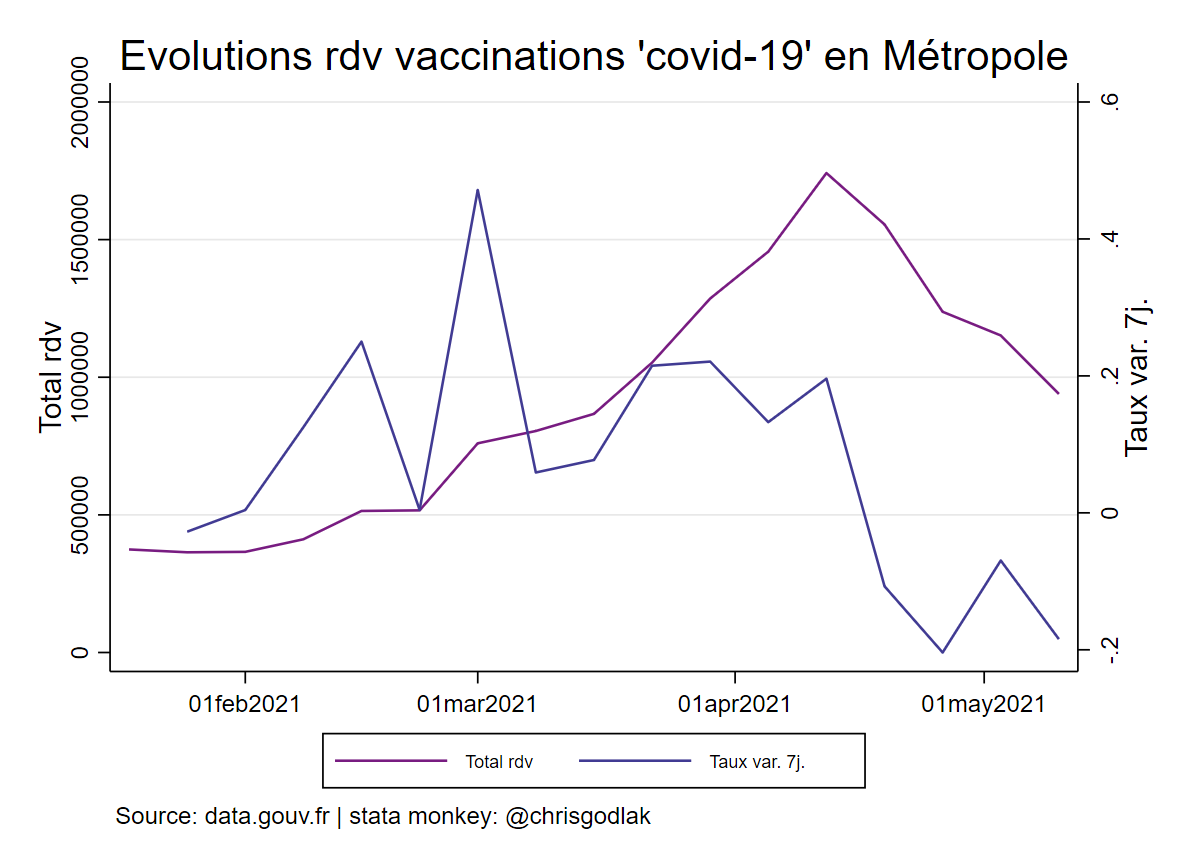 Evolutions rdv vaccinations 'covid-19' en Métropole
Total rdv
2000000
1500000
1000000
500000
0
.6
.4
.2
0
-.2
Taux var. 7j.
01feb2021 01mar2021 01apr2021 01may2021
Total rdv Taux var. 7j.
Source: data.gouv.fr | stata monkey: @chrisgodlak